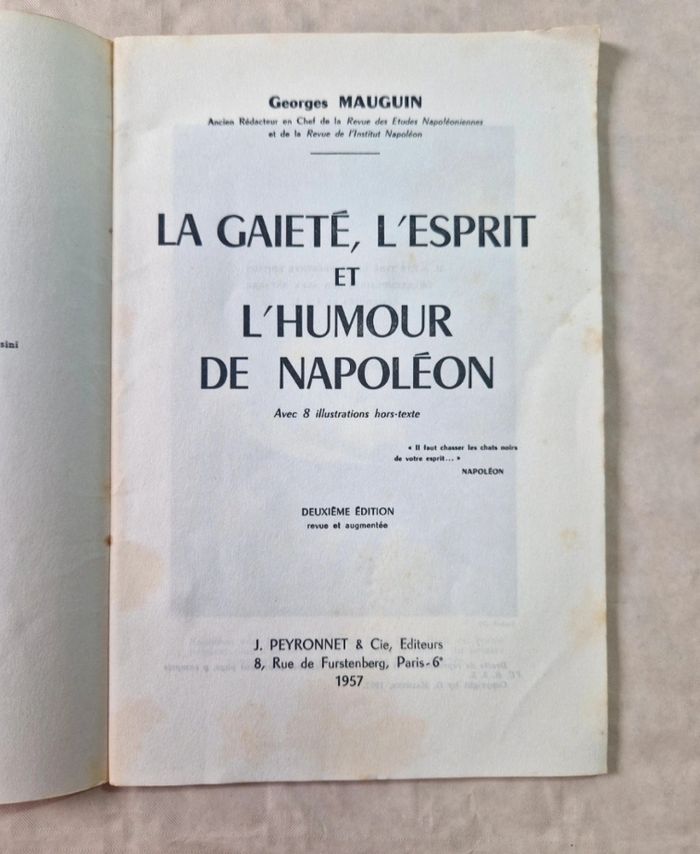 Georges MAUGUIN
Ancien Rédacteur en Chef de la Revue des Etudes Napoléoniennes
et de la Revue de l'Institut Napoléon
LA GAIETÉ, L'ESPRIT
ET
L'HUMOUR
DE NAPOLÉON
Avec 8 illustrations hors-texte
sini
« Il faut chasser les chats noirs
de votre esprit... »
NAPOLÉON
DEUXIÈME ÉDITION
revue et augmentée
J. PEYRONNET & Cie, Editeurs
8, Rue de Furstenberg, Paris-6e
1957